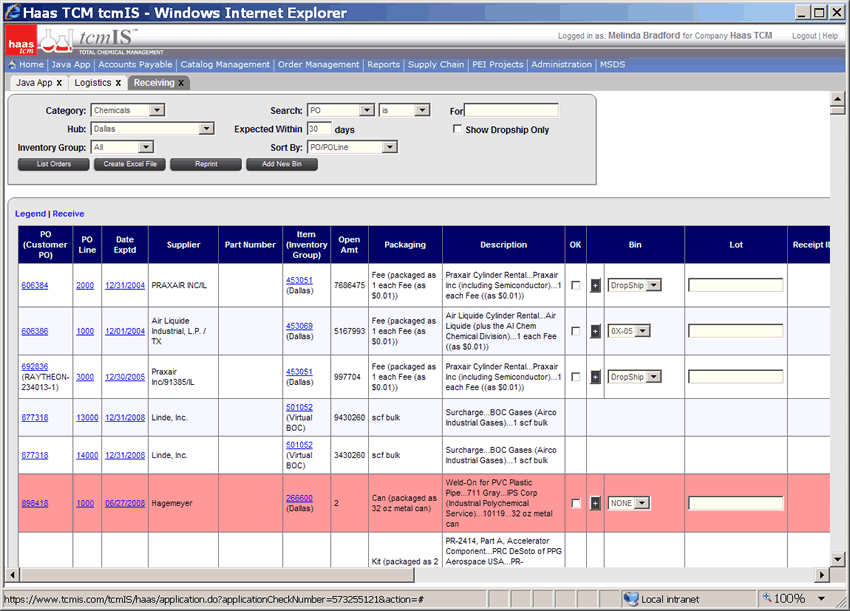 Haas TCM tcmIS - Windows Internet Explorer
haas tcm
tcmIS™
TOTAL CHEMICAL MANAGEMENT
Logged in as: Melinda Bradford for Company Haas TCM Logout | Help
Home | Java App | Accounts Payable | Catalog Management | Order Management | Reports | Supply Chain | PEI Projects | Administration | MSDS
Java App x Logistics x Receiving x
Category: Chemicals Search: PO is For
Hub: Dallas Expected Within 30 days Show Dropship Only
Inventory Group: All Sort By: PO/POLine
List Orders Create Excel File Reprint Add New Bin
Legend | Receive
PO (Customer PO) PO Line Date Exptd Supplier Part Number Item (Inventory Group) Open Amt Packaging Description OK Bin Lot Receipt I
606384 2000 12/31/2004 PRAXAIR INC/IL 453051 (Dallas) 7686475 Fee (packaged as 1 each Fee (as $0.01)) Praxair Cylinder Rental...Praxair Inc (including Semiconductor)...1 each Fee ((as $0.01)) + DropShip
606386 1000 12/01/2004 Air Liquide Industrial, L.P. / TX 453069 (Dallas) 5167993 Fee (packaged as 1 each Fee (as $0.01)) Air Liquide Cylinder Rental...Air Liquide (plus the Al Chem Chemical Division)...1 each Fee ((as $0.01)) + 0X-05
692836 (RAYTHEON-234013-1) 3000 12/30/2005 Praxair Inc/91385/IL 453051 (Dallas) 997704 Fee (packaged as 1 each Fee (as $0.01)) Praxair Cylinder Rental...Praxair Inc (including Semiconductor)...1 each Fee ((as $0.01)) + DropShip
877318 13000 12/31/2008 Linde, Inc. 501052 (Virtual BOC) 9430260 scf bulk Surcharge...BOC Gases (Airco Industrial Gases)...1 scf bulk
877318 14000 12/31/2008 Linde, Inc. 501052 (Virtual BOC) 3430260 scf bulk Surcharge...BOC Gases (Airco Industrial Gases)...1 scf bulk
896418 1000 06/27/2008 Hagemeyer 266600 (Dallas) 2 Can (packaged as 32 oz metal can) Weld-On for PVC Plastic Pipe...711 Gray...IPS Corp (Industrial Polychemical Service)...10119...32 oz metal can + NONE
Kit (packaged as 2 PR-2414, Part A, Accelerator Component...PRC DeSoto of PPG Aerospace USA...PR-
https://www.tcmis.com/tcmIS/haas/application.do?applicationCheckNumber=573255121&action=# Local intranet 100%